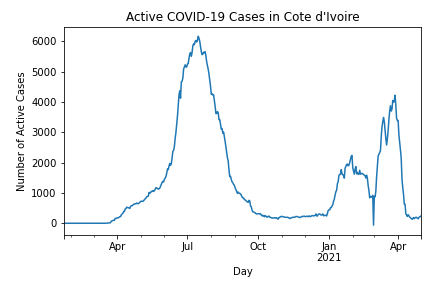 Active COVID-19 Cases in Cote d'Ivoire
Number of Active Cases
6000
5000
4000
3000
2000
1000
0
Apr Jul Oct Jan Apr
2021
Day